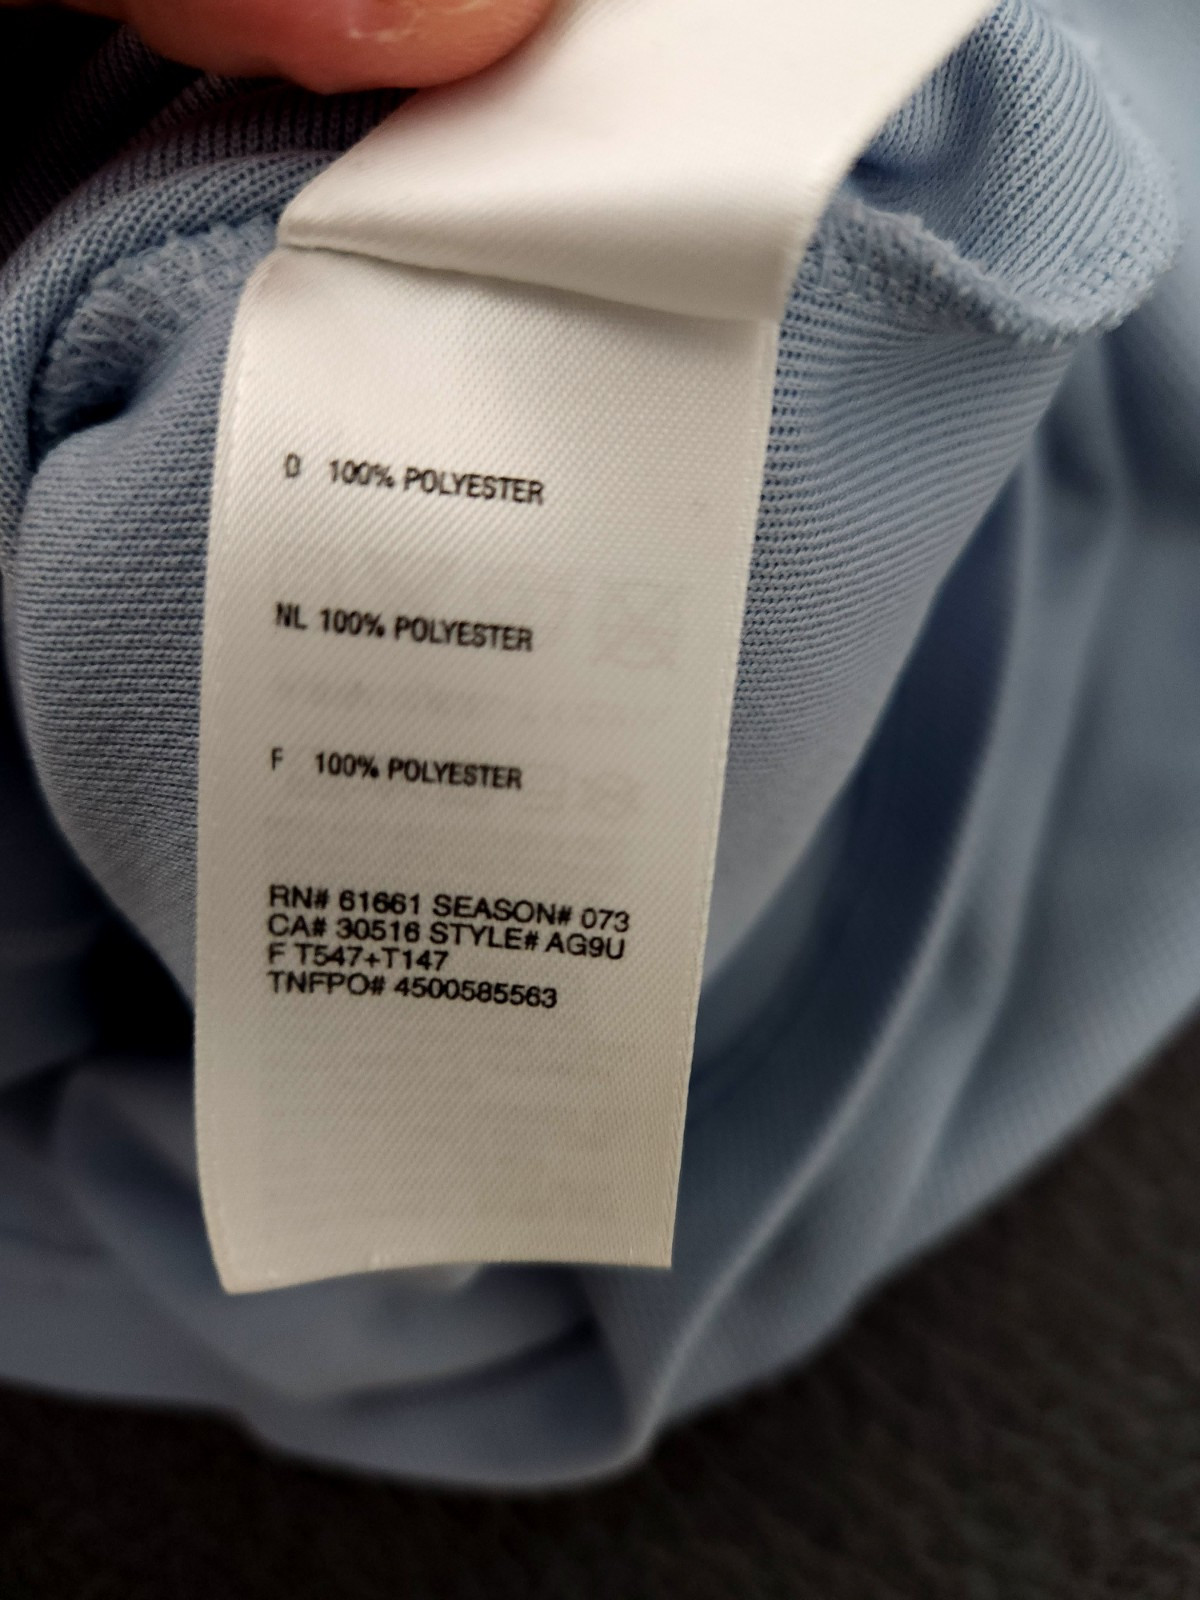 D 100% POLYESTER
NL 100% POLYESTER
F 100% POLYESTER
RN# 61661 SEASON# 073
CA# 30516 STYLE# AG9U
F T547+T147
TNFPO# 4500585563